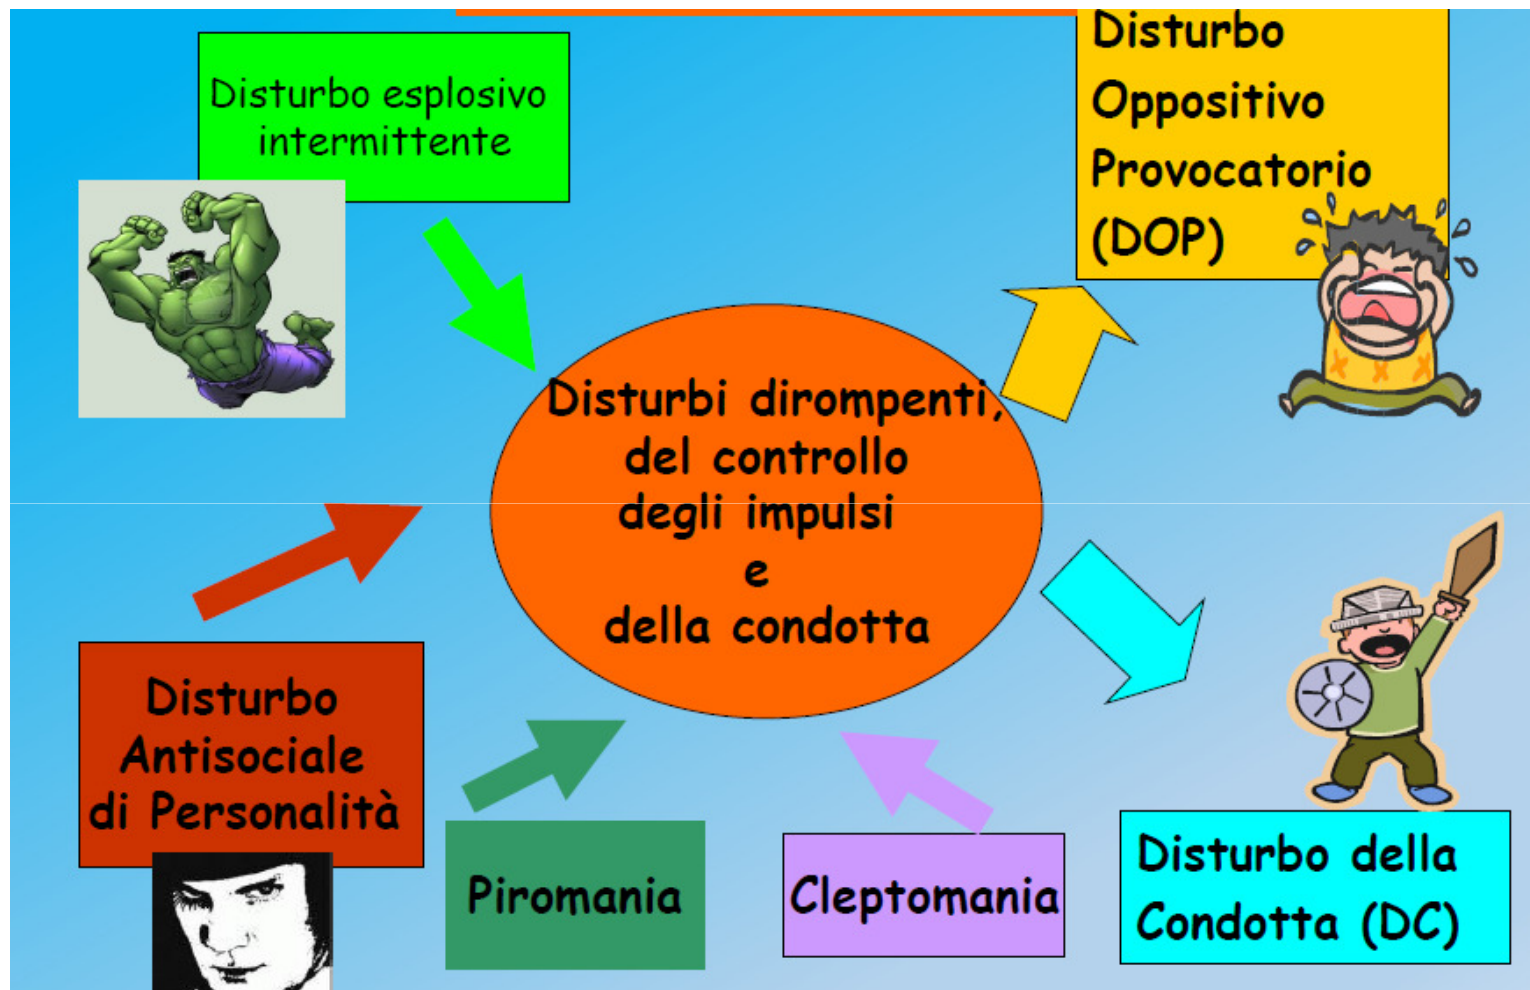 Disturbo esplosivo
intermittente
Disturbo
Oppositivo
Provocatorio
(DOP)
Disturbi dirompenti,
del controllo
degli impulsi
e
della condotta
Disturbo
Antisociale
di Personalità
Piromania
Cleptomania
Disturbo della
Condotta (DC)